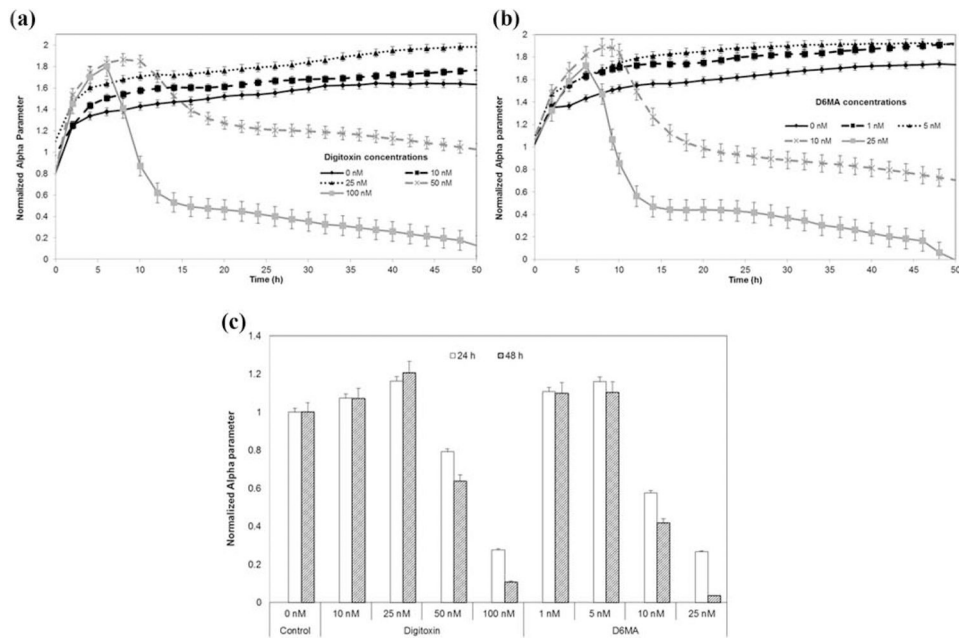 (a)
Normalized Alpha Parameter
2
1.8
1.6
1.4
1.2
1
0.8
0.6
0.4
0.2
0
0 5 10 15 20 25 30 35 40 45 50
Time (h)
Digitoxin concentrations
0 nM 10 nM
25 nM 50 nM
100 nM
(b)
Normalized Alpha Parameter
2
1.8
1.6
1.4
1.2
1
0.8
0.6
0.4
0.2
0
0 5 10 15 20 25 30 35 40 45 50
Time (h)
D6MA concentrations
0 nM 1 nM 5 nM
10 nM 25 nM
(c)
Normalized Alpha parameter
1.4
1.2
1
0.8
0.6
0.4
0.2
0
24 h 48 h
0 nM 10 nM 25 nM 50 nM 100 nM 1 nM 5 nM 10 nM 25 nM
Control Digitoxin D6MA